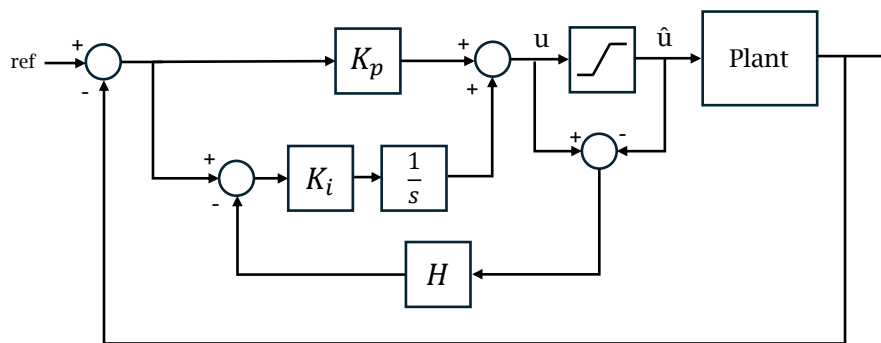 +
ref
-
K_p
+
+
u
û
Plant
+
-
+
-
K_i
1/s
H